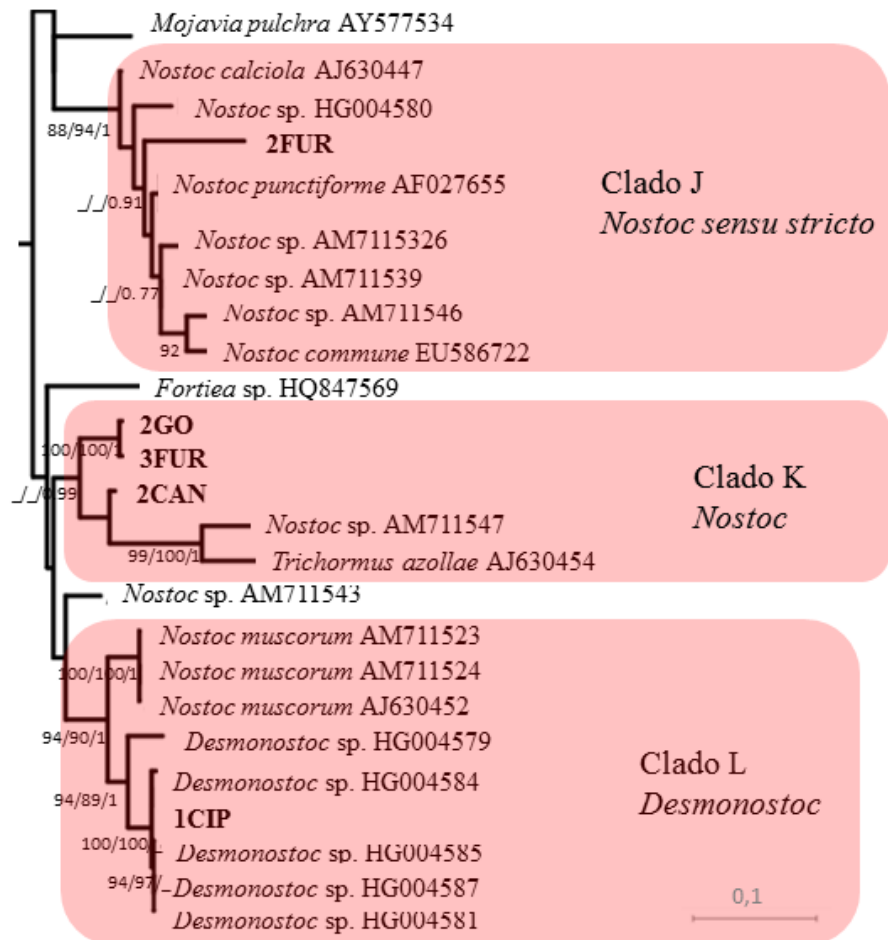 Mojavia pulchra AY577534
Nostoc calciola AJ630447
Nostoc sp. HG004580
88/94/1
2FUR
Nostoc punctiforme AF027655
Clado J
_/_/0.91
Nostoc sensu stricto
Nostoc sp. AM7115326
Nostoc sp. AM711539
_/_/0.77
Nostoc sp. AM711546
92
Nostoc commune EU586722
Fortiea sp. HQ847569
2GO
100/100/1
3FUR
Clado K
_/_/0.99
2CAN
Nostoc
Nostoc sp. AM711547
99/100/1
Trichormus azollae AJ630454
Nostoc sp. AM711543
Nostoc muscorum AM711523
100/100/1
Nostoc muscorum AM711524
Nostoc muscorum AJ630452
94/90/1
Desmonostoc sp. HG004579
Clado L
Desmonostoc sp. HG004584
Desmonostoc
94/89/1
1CIP
100/100/
Desmonostoc sp. HG004585
94/97/
Desmonostoc sp. HG004587
0,1
Desmonostoc sp. HG004581